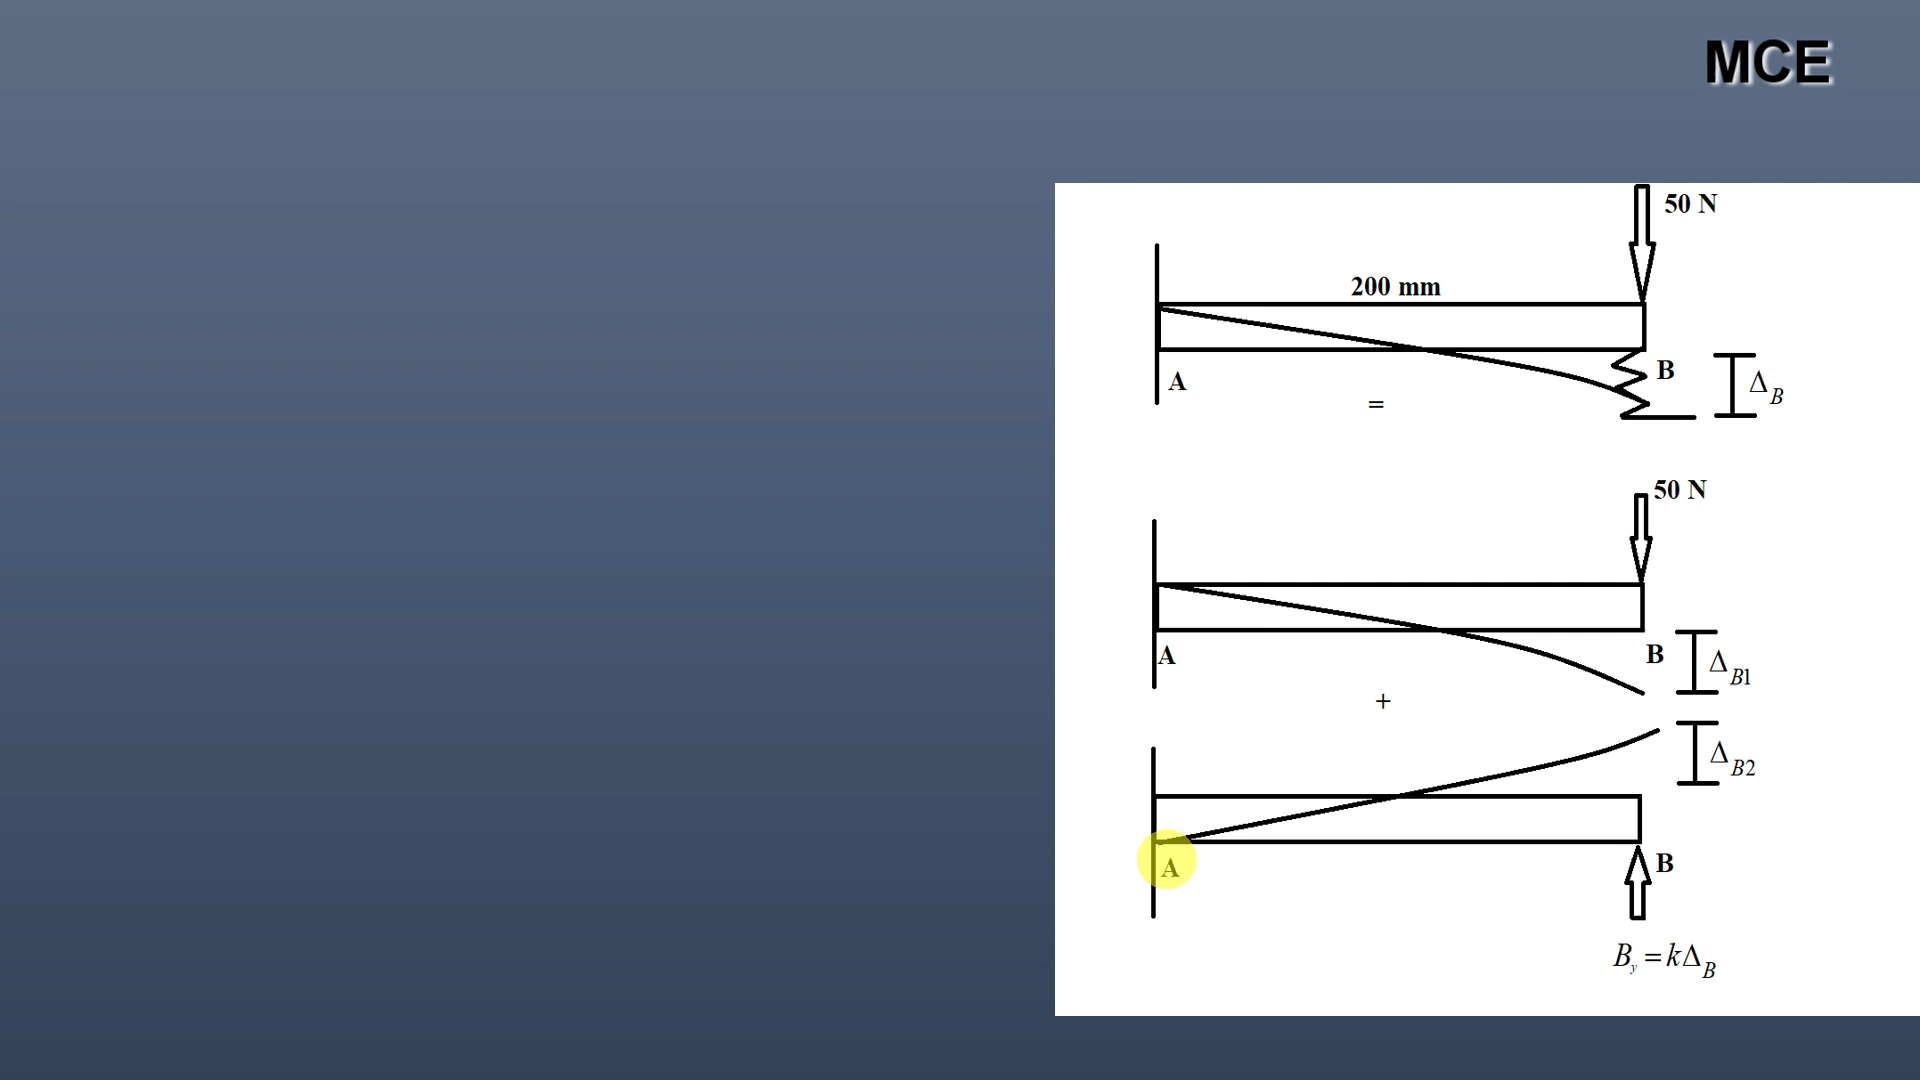 MCE
50 N
200 mm
A
B
Δ_B
=
50 N
A
B
Δ_B1
+
Δ_B2
A
B
B_y = kΔ_B